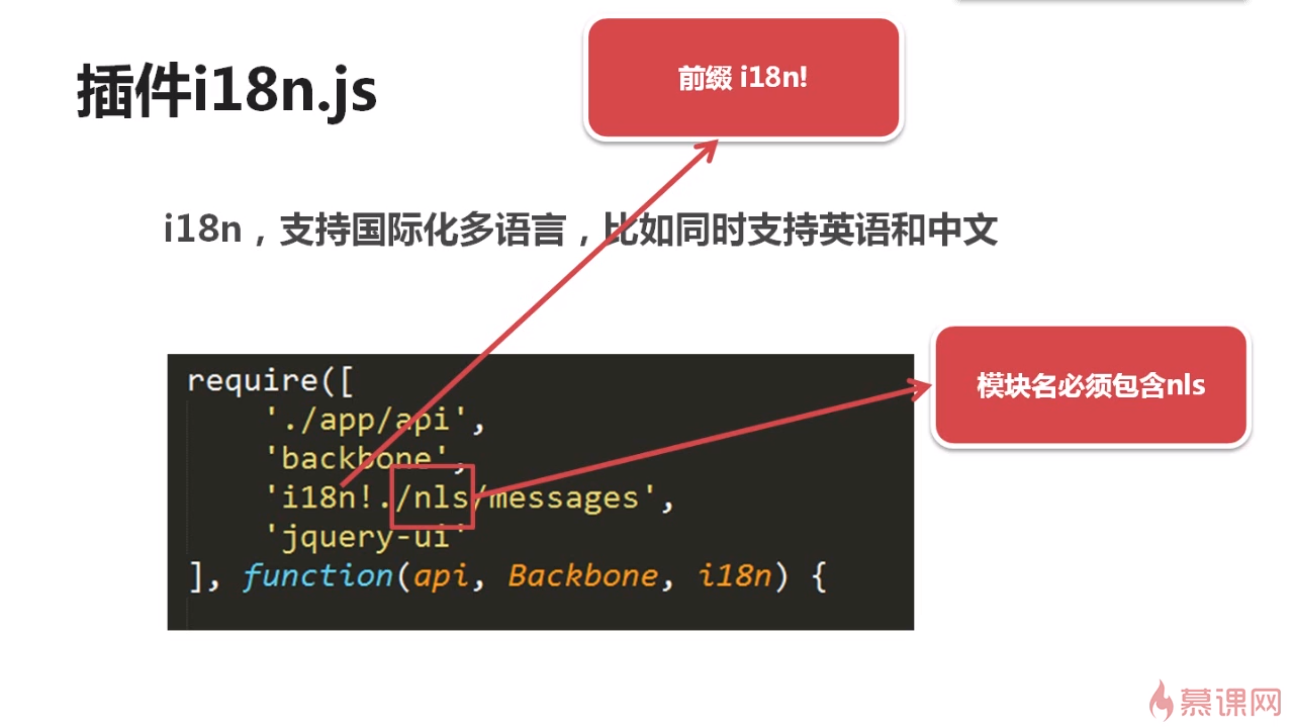 插件i18n.js
前缀 i18n!
i18n，支持国际化多语言，比如同时支持英语和中文
模块名必须包含nls
require([
'./app/api',
'backbone',
'i18n!./nls/messages',
'jquery-ui'
], function(api, Backbone, i18n) {
慕课网